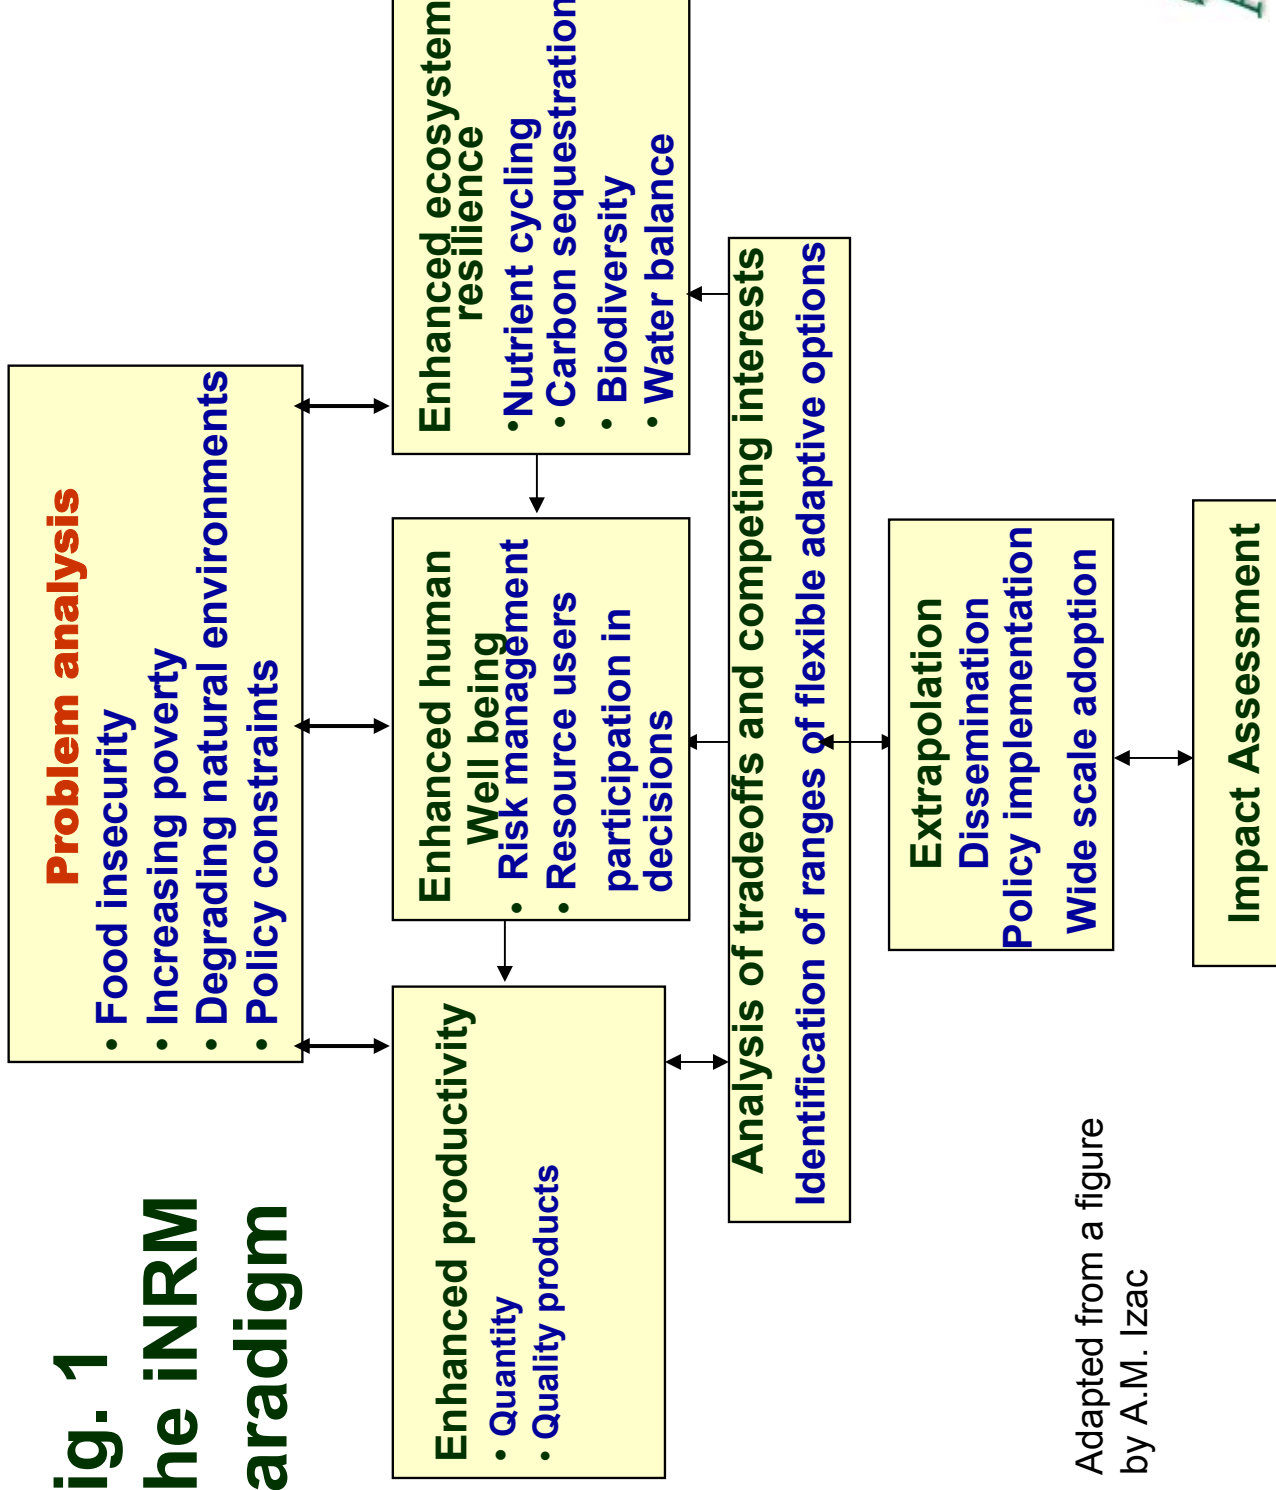 ig. 1
he iNRM
aradigm
Problem analysis
• Food insecurity
• Increasing poverty
• Degrading natural environments
• Policy constraints
Enhanced productivity
• Quantity
• Quality products
Enhanced human
Well being
• Risk management
• Resource users
participation in
decisions
Enhanced ecosystem
resilience
• Nutrient cycling
• Carbon sequestration
• Biodiversity
• Water balance
Analysis of tradeoffs and competing interests
Identification of ranges of flexible adaptive options
Extrapolation
Dissemination
Policy implementation
Wide scale adoption
Impact Assessment
Adapted from a figure
by A.M. Izac